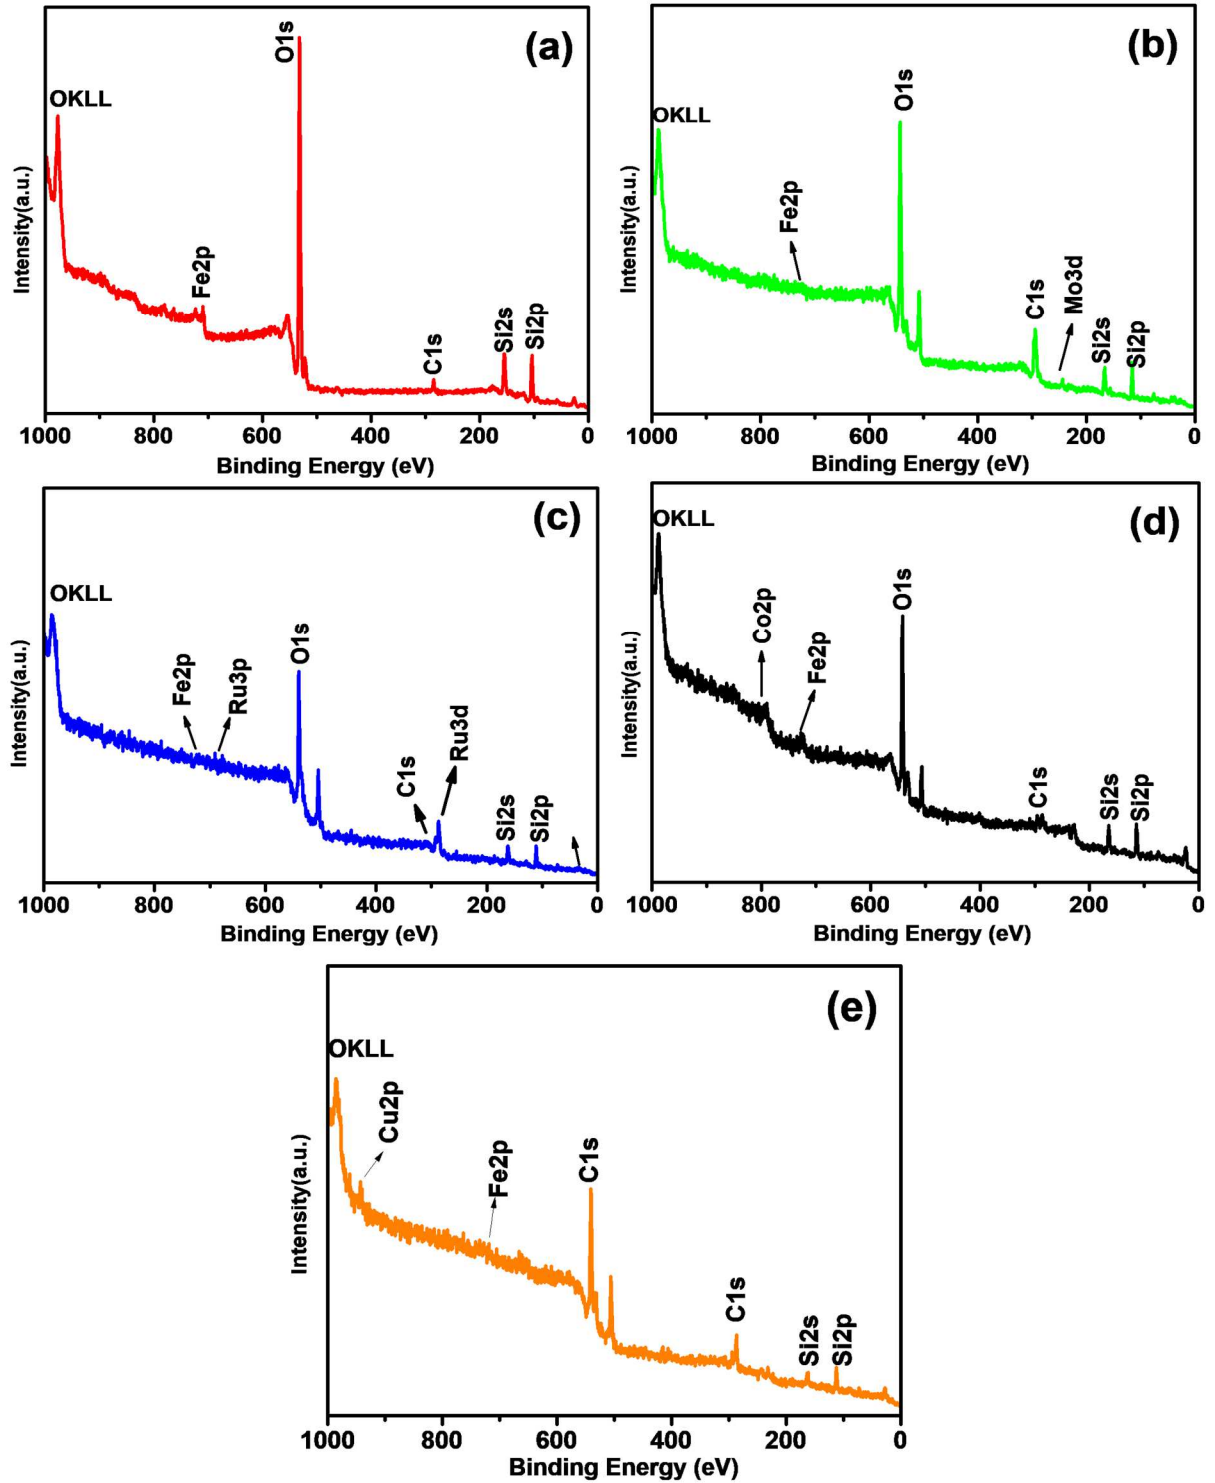 (a)
O1s
OKLL
Fe2p
C1s
Si2s
Si2p
Intensity(a.u.)
1000 800 600 400 200 0
Binding Energy (eV)
(b)
O1s
OKLL
Fe2p
C1s
Mo3d
Si2s
Si2p
Intensity(a.u.)
1000 800 600 400 200 0
Binding Energy (eV)
(c)
OKLL
Fe2p
Ru3p
O1s
C1s
Ru3d
Si2s
Si2p
Intensity(a.u.)
1000 800 600 400 200 0
Binding Energy (eV)
(d)
OKLL
Co2p
Fe2p
O1s
C1s
Si2s
Si2p
Intensity(a.u.)
1000 800 600 400 200 0
Binding Energy (eV)
(e)
OKLL
Cu2p
Fe2p
C1s
C1s
Si2s
Si2p
Intensity(a.u.)
1000 800 600 400 200 0
Binding Energy (eV)